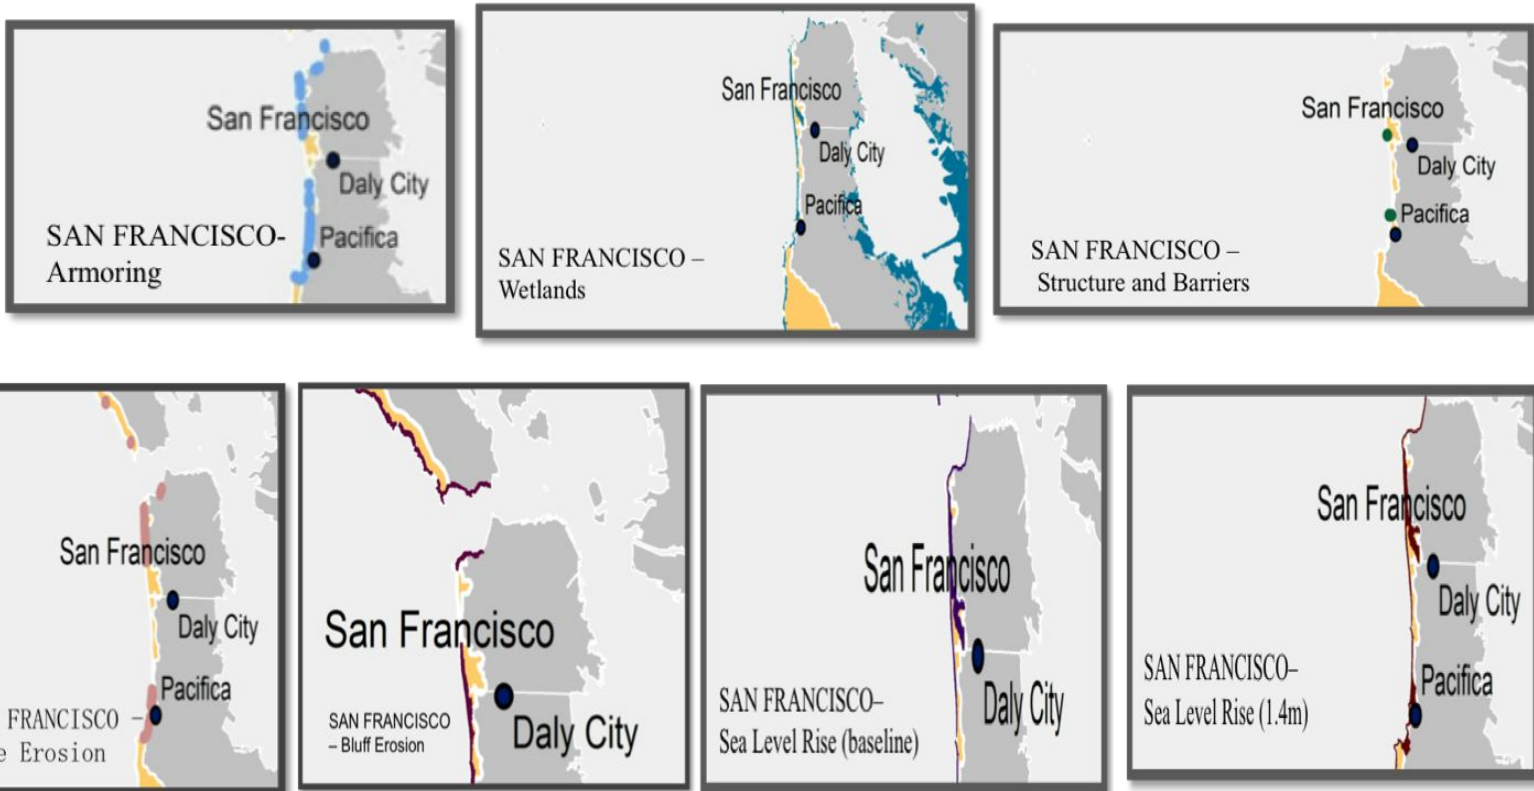 San Francisco
Daly City
Pacifica
SAN FRANCISCO-
Armoring
San Francisco
Daly City
Pacifica
SAN FRANCISCO –
Wetlands
San Francisco
Daly City
Pacifica
SAN FRANCISCO –
Structure and Barriers
San Francisco
Daly City
Pacifica
FRANCISCO –
e Erosion
San Francisco
Daly City
SAN FRANCISCO
– Bluff Erosion
San Francisco
Daly City
SAN FRANCISCO–
Sea Level Rise (baseline)
San Francisco
Daly City
Pacifica
SAN FRANCISCO–
Sea Level Rise (1.4m)